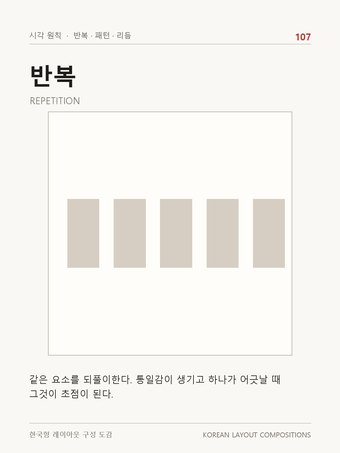 시각 원칙 · 반복·패턴·리듬
107
반복
REPETITION
같은 요소를 되풀이한다. 통일감이 생기고 하나가 어긋날 때
그것이 초점이 된다.
한국형 레이아웃 구성 도감
KOREAN LAYOUT COMPOSITIONS